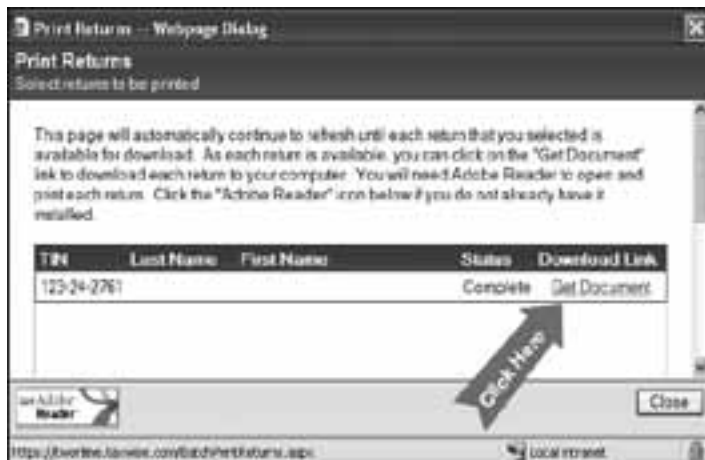 Print Returns -- Webpage Dialog
Print Returns
Select returns to be printed
This page will automatically continue to refresh until each return that you selected is
available for download. As each return is available, you can click on the "Get Document"
link to download each return to your computer. You will need Adobe Reader to open and
print each return. Click the "Adobe Reader" icon below if you do not already have it
installed.
TIN Last Name First Name Status Download Link
123-24-2761 Complete Get Document
Click Here
Get Adobe
Reader
Close
Local intranet